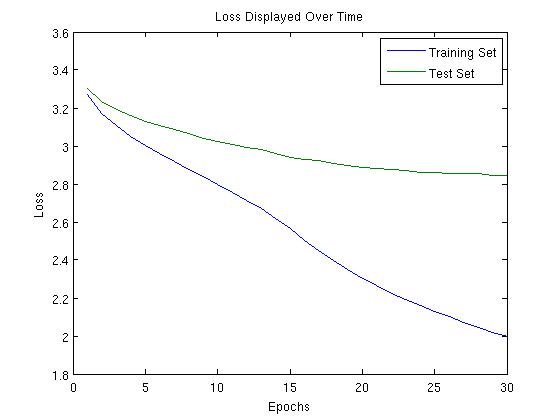 Loss Displayed Over Time
Training Set
Test Set
3.6
3.4
3.2
3
2.8
2.6
2.4
2.2
2
1.8
Loss
0 5 10 15 20 25 30
Epochs